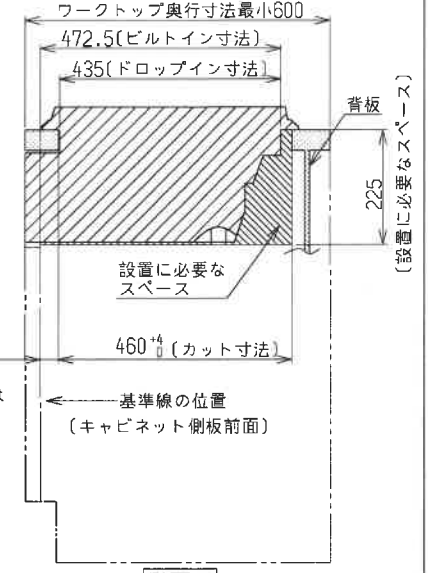 ワークトップ奥行寸法最小600
472.5(ビルトイン寸法)
435(ドロップイン寸法)
背板
225
(設置に必要なスペース)
設置に必要な
スペース
460 +4 0 (カット寸法)
基準線の位置
(キャビネット側板前面)